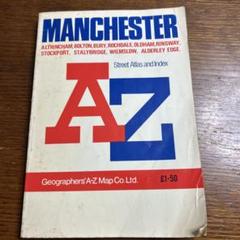 MANCHESTER
ALTRINCHAM, BOLTON, BURY, ROCHDALE, OLDHAM, RINGWAY,
STOCKPORT, STALYBRIDGE, WILMSLOW, ALDERLEY EDGE.
Street Atlas and Index
A-Z
Geographers' A-Z Map Co. Ltd.
£1·50